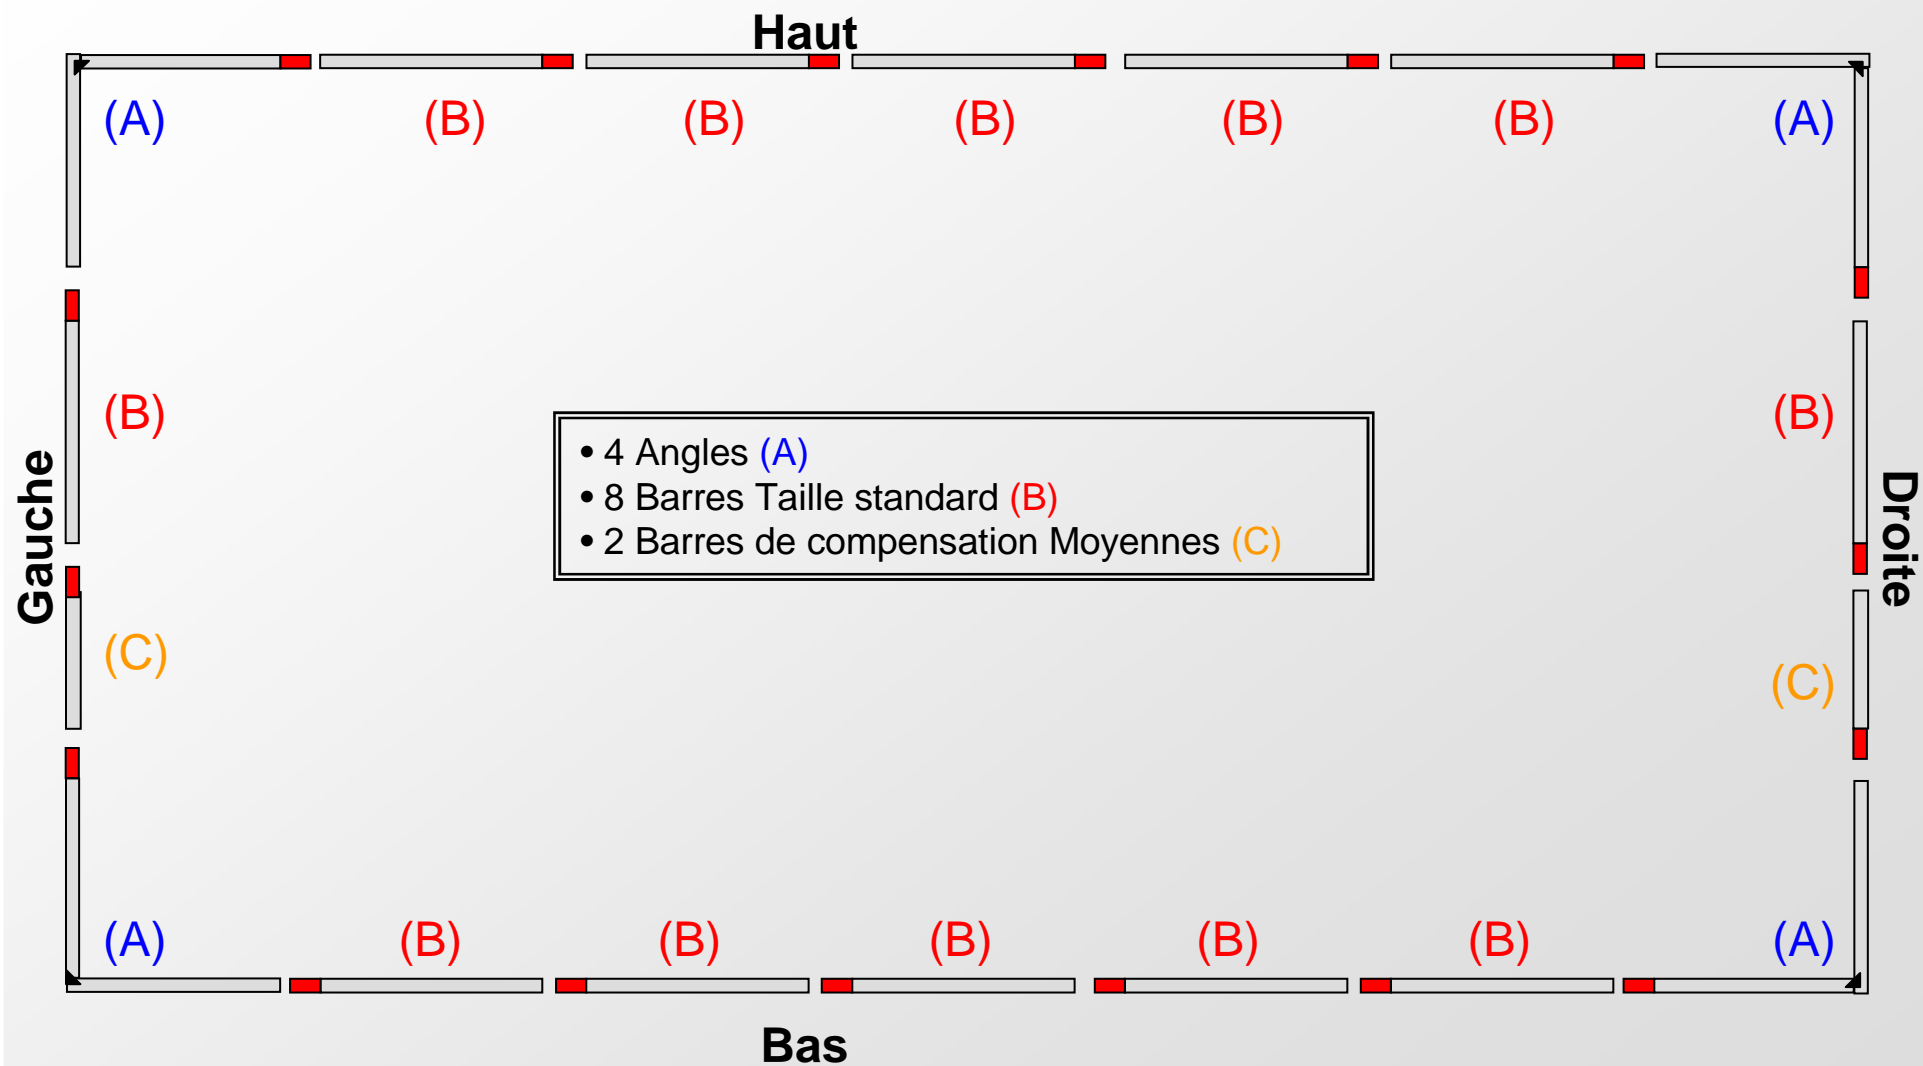 Haut
(A) (B) (B) (B) (B) (B) (A)
(B) (B)
Gauche
• 4 Angles (A)
• 8 Barres Taille standard (B)
• 2 Barres de compensation Moyennes (C)
Droite
(C) (C)
(A) (B) (B) (B) (B) (B) (A)
Bas